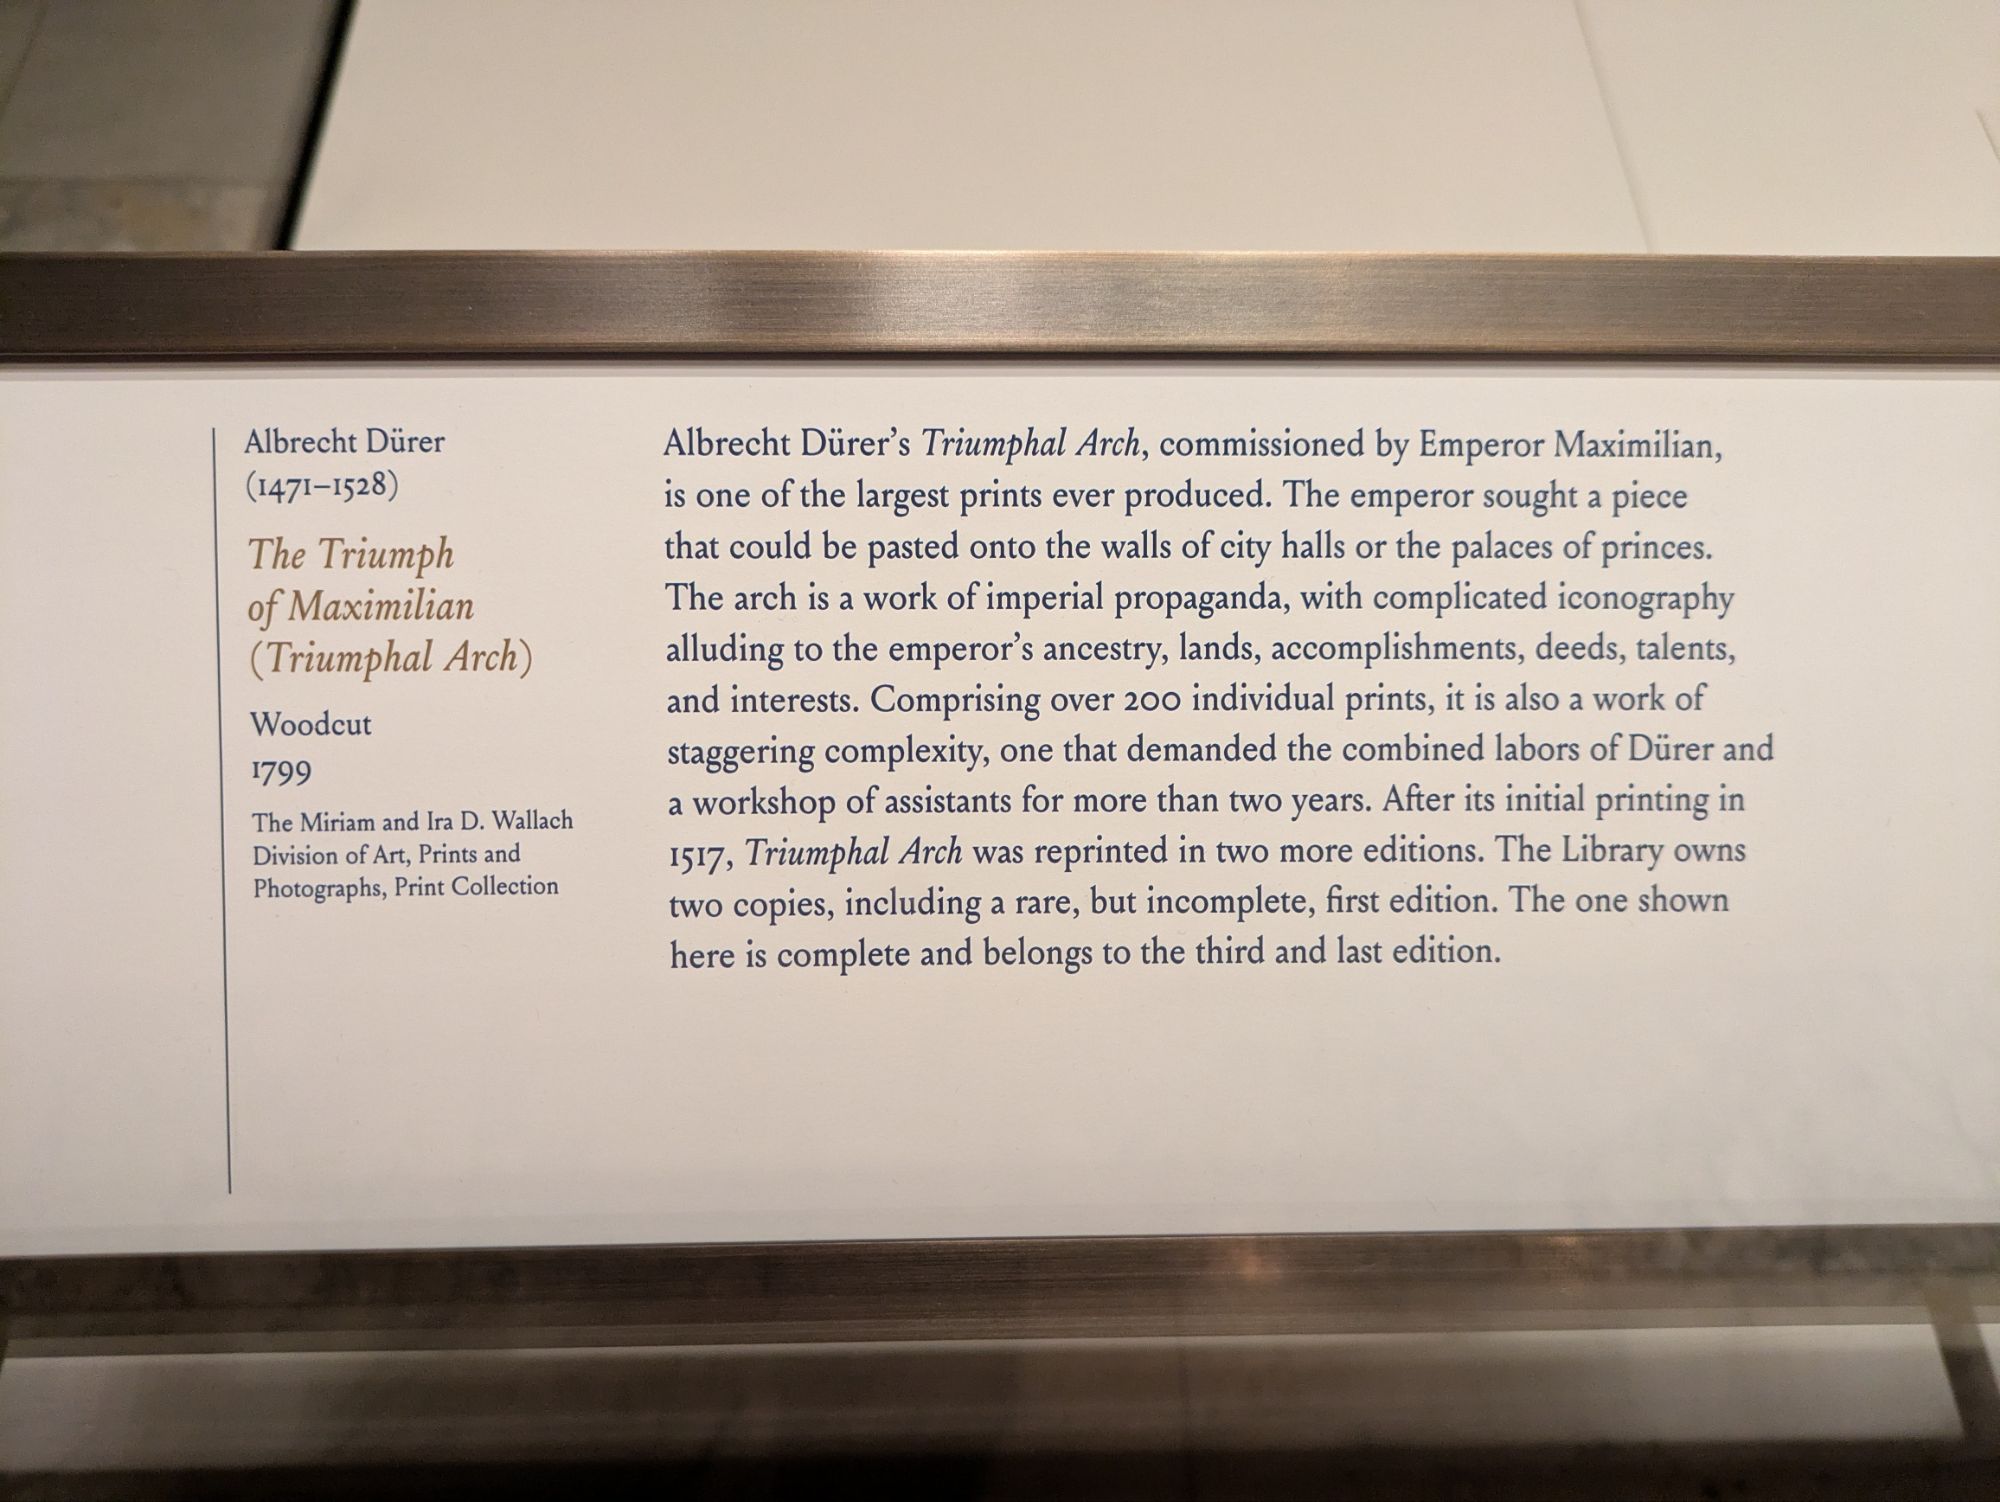 Albrecht Dürer
(1471–1528)
The Triumph
of Maximilian
(Triumphal Arch)
Woodcut
1799
The Miriam and Ira D. Wallach
Division of Art, Prints and
Photographs, Print Collection
Albrecht Dürer’s Triumphal Arch, commissioned by Emperor Maximilian,
is one of the largest prints ever produced. The emperor sought a piece
that could be pasted onto the walls of city halls or the palaces of princes.
The arch is a work of imperial propaganda, with complicated iconography
alluding to the emperor’s ancestry, lands, accomplishments, deeds, talents,
and interests. Comprising over 200 individual prints, it is also a work of
staggering complexity, one that demanded the combined labors of Dürer and
a workshop of assistants for more than two years. After its initial printing in
1517, Triumphal Arch was reprinted in two more editions. The Library owns
two copies, including a rare, but incomplete, first edition. The one shown
here is complete and belongs to the third and last edition.